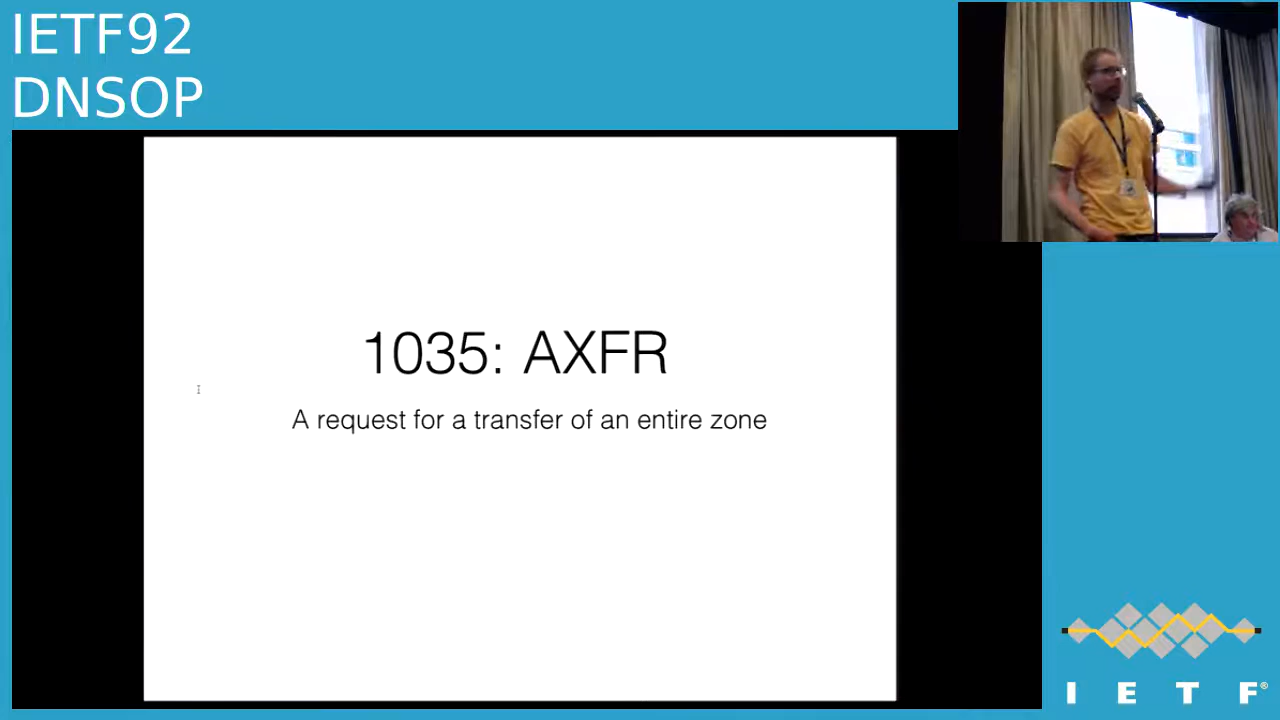 IETF92
DNSOP
1035: AXFR
A request for a transfer of an entire zone
I E T F®